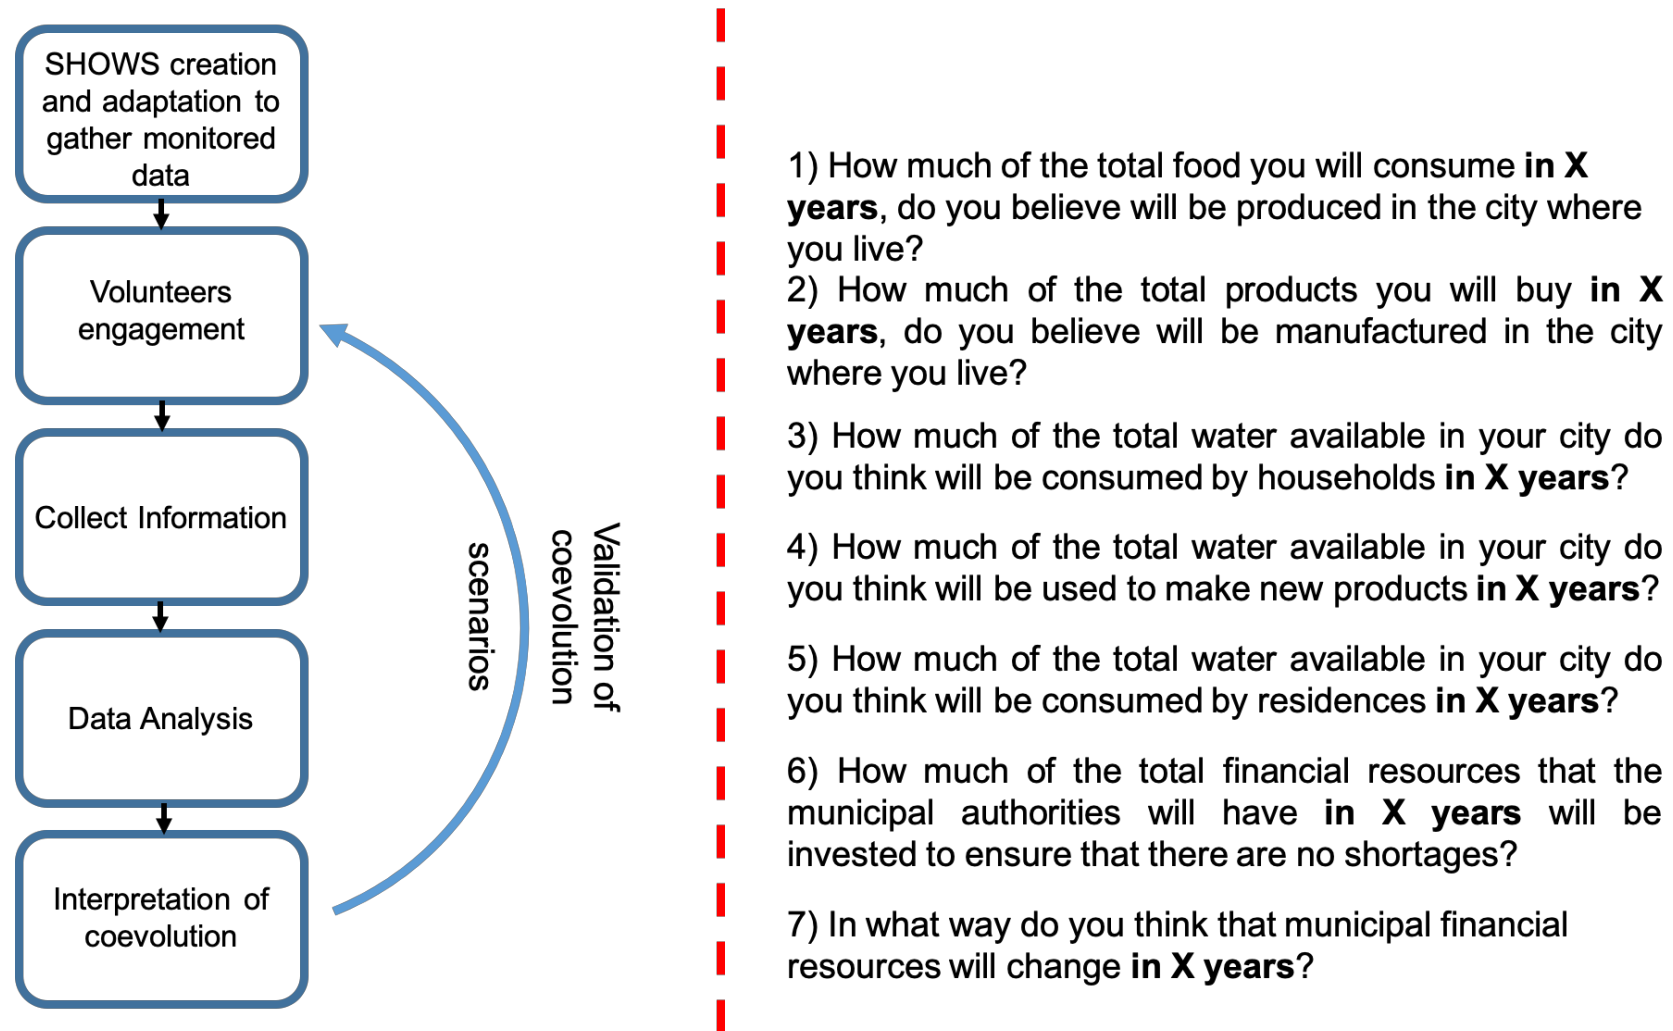 SHOWS creation
and adaptation to
gather monitored
data
Volunteers
engagement
Collect Information
Data Analysis
Interpretation of
coevolution
Validation of
coevolution
scenarios
1) How much of the total food you will consume in X
years, do you believe will be produced in the city where
you live?
2) How much of the total products you will buy in X
years, do you believe will be manufactured in the city
where you live?
3) How much of the total water available in your city do
you think will be consumed by households in X years?
4) How much of the total water available in your city do
you think will be used to make new products in X years?
5) How much of the total water available in your city do
you think will be consumed by residences in X years?
6) How much of the total financial resources that the
municipal authorities will have in X years will be
invested to ensure that there are no shortages?
7) In what way do you think that municipal financial
resources will change in X years?